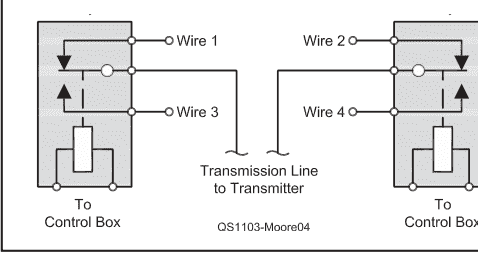 Wire 1
Wire 2
Wire 3
Wire 4
Transmission Line
to Transmitter
To
Control Box
To
Control Box
QS1103-Moore04